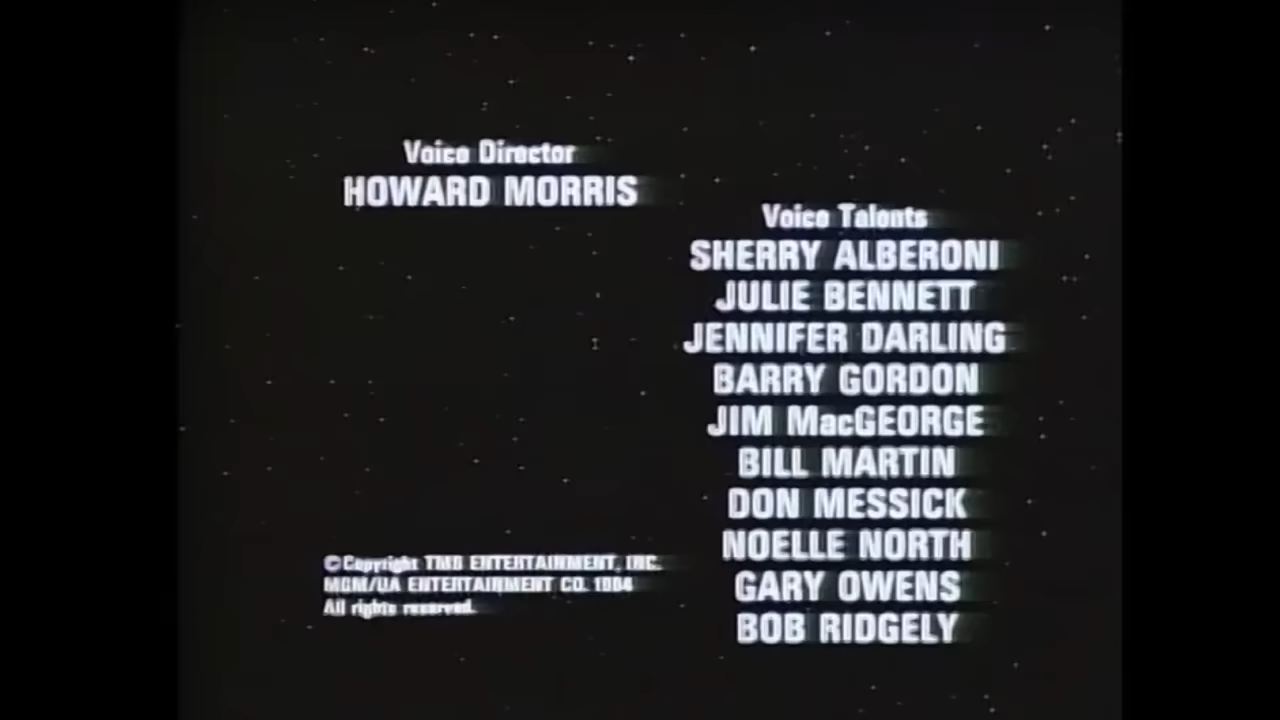 Voice Director
HOWARD MORRIS
Voice Talents
SHERRY ALBERONI
JULIE BENNETT
JENNIFER DARLING
BARRY GORDON
JIM MacGEORGE
BILL MARTIN
DON MESSICK
NOELLE NORTH
GARY OWENS
BOB RIDGELY
©Copyright TMS ENTERTAINMENT, INC.
MGM/UA ENTERTAINMENT CO. 1984
All rights reserved.